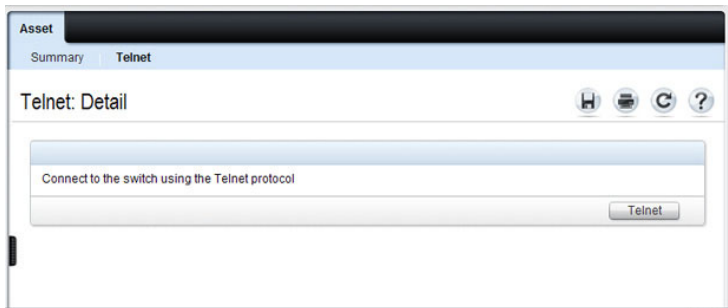 Asset
Summary Telnet
Telnet: Detail
Connect to the switch using the Telnet protocol
Telnet